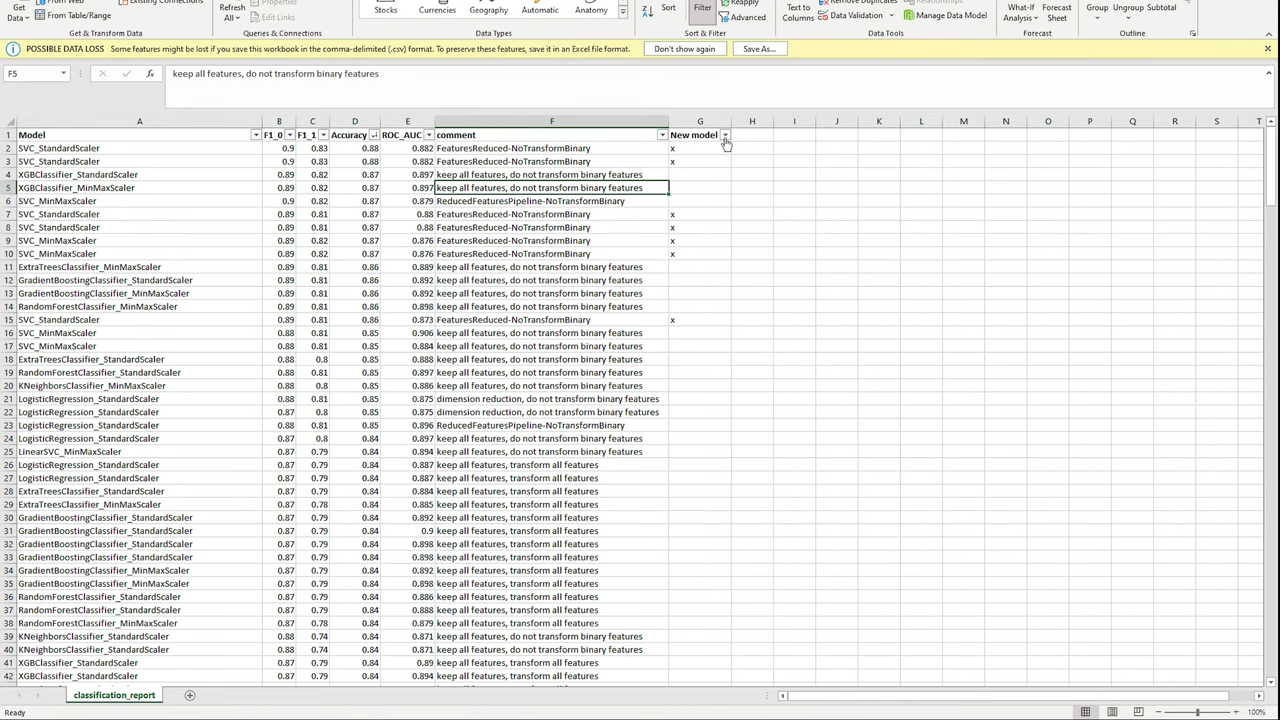 From Web
Existing Connections
Get Data
From Table/Range
Refresh All
Properties
Edit Links
Stocks Currencies Geography Automatic Anatomy
Sort
Filter
Reapply
Advanced
Text to Columns
Remove Duplicates
Data Validation
Manage Data Model
What-If Analysis
Forecast Sheet
Group Ungroup Subtotal
Get & Transform Data Queries & Connections Data Types Sort & Filter Data Tools Forecast Outline
POSSIBLE DATA LOSS Some features might be lost if you save this workbook in the comma-delimited (.csv) format. To preserve these features, save it in an Excel file format. Don't show again Save As...
F5 fx keep all features, do not transform binary features
A B C D E F G H I J K L M N O P Q R S T
1 Model F1_0 F1_1 Accuracy ROC_AUC comment New model
2 SVC_StandardScaler 0.9 0.83 0.88 0.882 FeaturesReduced-NoTransformBinary x
3 SVC_StandardScaler 0.9 0.83 0.88 0.882 FeaturesReduced-NoTransformBinary x
4 XGBClassifier_StandardScaler 0.89 0.82 0.87 0.897 keep all features, do not transform binary features
5 XGBClassifier_MinMaxScaler 0.89 0.82 0.87 0.897 keep all features, do not transform binary features
6 SVC_MinMaxScaler 0.9 0.82 0.87 0.879 ReducedFeaturesPipeline-NoTransformBinary
7 SVC_StandardScaler 0.89 0.81 0.87 0.88 FeaturesReduced-NoTransformBinary x
8 SVC_StandardScaler 0.89 0.81 0.87 0.88 FeaturesReduced-NoTransformBinary x
9 SVC_MinMaxScaler 0.89 0.82 0.87 0.876 FeaturesReduced-NoTransformBinary x
10 SVC_MinMaxScaler 0.89 0.82 0.87 0.876 FeaturesReduced-NoTransformBinary x
11 ExtraTreesClassifier_MinMaxScaler 0.89 0.81 0.86 0.889 keep all features, do not transform binary features
12 GradientBoostingClassifier_StandardScaler 0.89 0.81 0.86 0.892 keep all features, do not transform binary features
13 GradientBoostingClassifier_MinMaxScaler 0.89 0.81 0.86 0.892 keep all features, do not transform binary features
14 RandomForestClassifier_MinMaxScaler 0.89 0.81 0.86 0.898 keep all features, do not transform binary features
15 SVC_StandardScaler 0.89 0.81 0.86 0.873 FeaturesReduced-NoTransformBinary x
16 SVC_MinMaxScaler 0.88 0.81 0.85 0.906 keep all features, do not transform binary features
17 SVC_MinMaxScaler 0.88 0.81 0.85 0.884 keep all features, do not transform binary features
18 ExtraTreesClassifier_StandardScaler 0.88 0.8 0.85 0.888 keep all features, do not transform binary features
19 RandomForestClassifier_StandardScaler 0.88 0.81 0.85 0.897 keep all features, do not transform binary features
20 KNeighborsClassifier_MinMaxScaler 0.88 0.8 0.85 0.886 keep all features, do not transform binary features
21 LogisticRegression_StandardScaler 0.88 0.81 0.85 0.875 dimension reduction, do not transform binary features
22 LogisticRegression_StandardScaler 0.87 0.8 0.85 0.875 dimension reduction, do not transform binary features
23 LogisticRegression_StandardScaler 0.88 0.81 0.85 0.896 ReducedFeaturesPipeline-NoTransformBinary
24 LogisticRegression_StandardScaler 0.87 0.8 0.84 0.897 keep all features, do not transform binary features
25 LinearSVC_MinMaxScaler 0.87 0.79 0.84 0.894 keep all features, do not transform binary features
26 LogisticRegression_StandardScaler 0.87 0.79 0.84 0.887 keep all features, transform all features
27 LogisticRegression_StandardScaler 0.87 0.79 0.84 0.887 keep all features, transform all features
28 ExtraTreesClassifier_StandardScaler 0.87 0.79 0.84 0.884 keep all features, transform all features
29 ExtraTreesClassifier_MinMaxScaler 0.87 0.78 0.84 0.885 keep all features, transform all features
30 GradientBoostingClassifier_StandardScaler 0.87 0.79 0.84 0.892 keep all features, transform all features
31 GradientBoostingClassifier_StandardScaler 0.87 0.79 0.84 0.9 keep all features, transform all features
32 GradientBoostingClassifier_StandardScaler 0.87 0.79 0.84 0.898 keep all features, transform all features
33 GradientBoostingClassifier_StandardScaler 0.87 0.79 0.84 0.898 keep all features, transform all features
34 GradientBoostingClassifier_MinMaxScaler 0.87 0.79 0.84 0.892 keep all features, transform all features
35 GradientBoostingClassifier_MinMaxScaler 0.87 0.79 0.84 0.898 keep all features, transform all features
36 RandomForestClassifier_StandardScaler 0.87 0.79 0.84 0.886 keep all features, transform all features
37 RandomForestClassifier_StandardScaler 0.87 0.79 0.84 0.888 keep all features, transform all features
38 RandomForestClassifier_MinMaxScaler 0.87 0.78 0.84 0.879 keep all features, transform all features
39 KNeighborsClassifier_StandardScaler 0.88 0.74 0.84 0.871 keep all features, do not transform binary features
40 KNeighborsClassifier_StandardScaler 0.88 0.74 0.84 0.871 keep all features, do not transform binary features
41 XGBClassifier_StandardScaler 0.87 0.79 0.84 0.89 keep all features, transform all features
42 XGBClassifier_StandardScaler 0.87 0.79 0.84 0.894 keep all features, transform all features
classification_report
Ready 100%